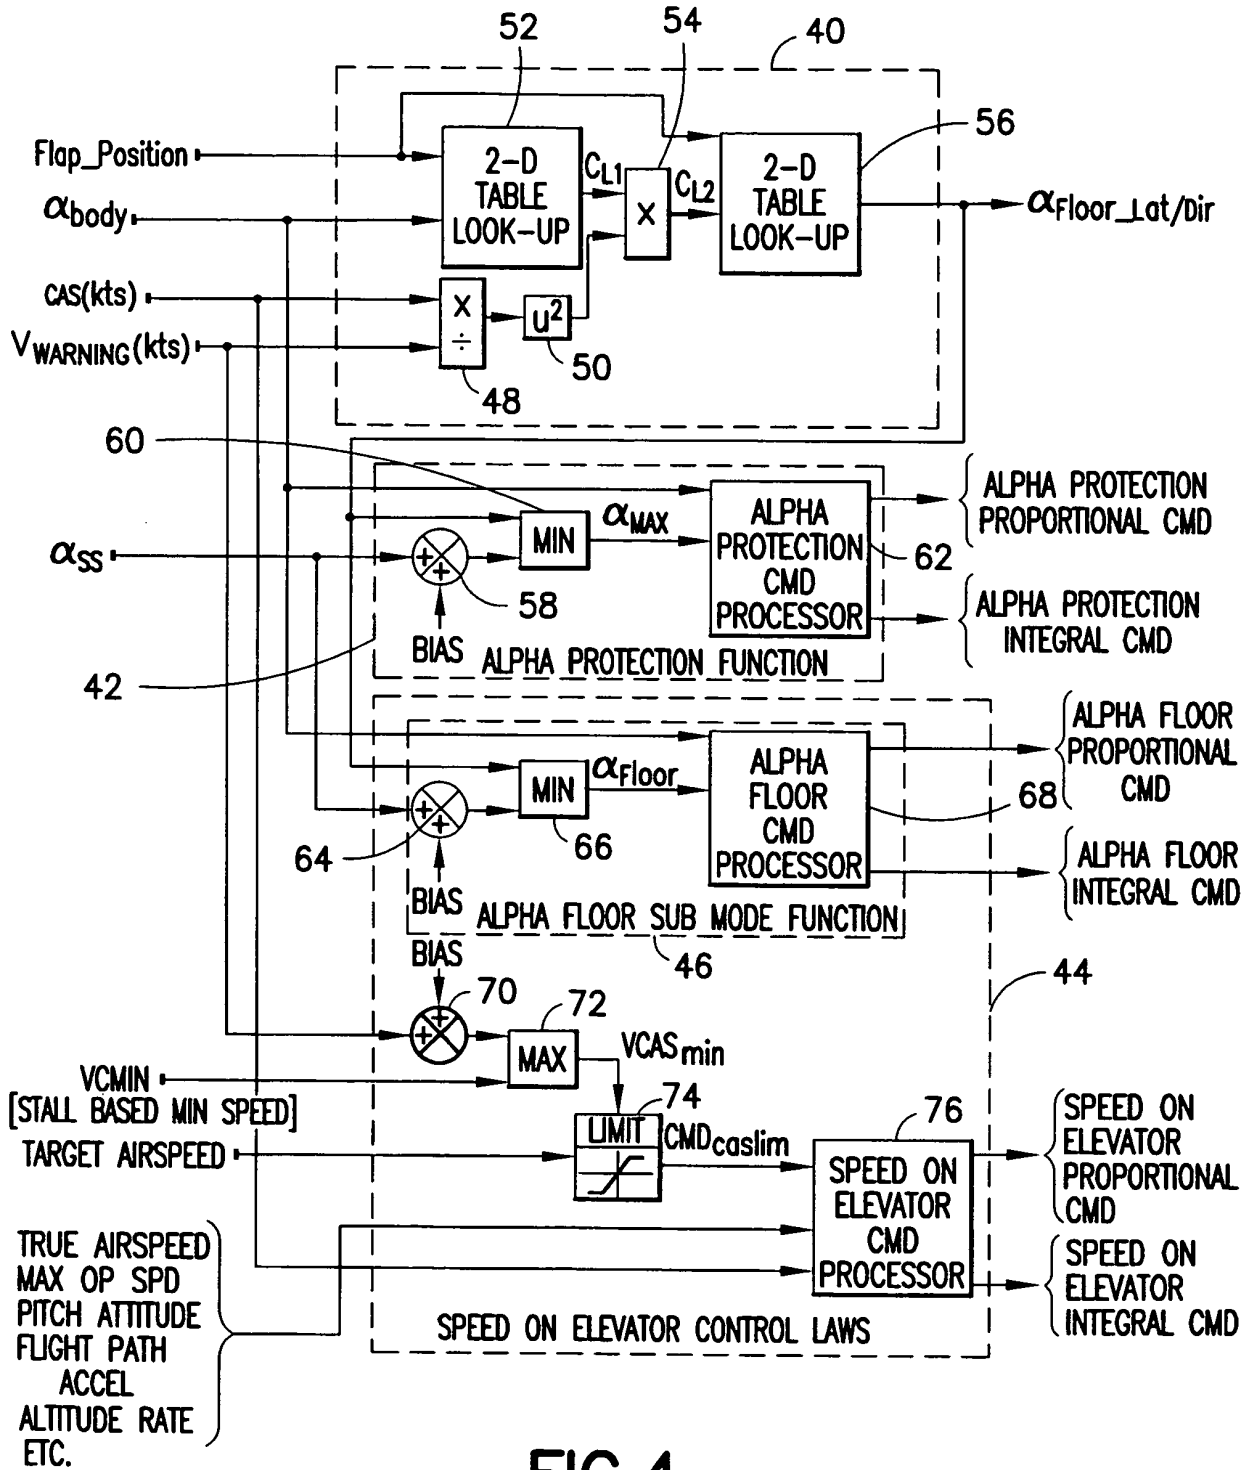 52
54
40
56
Flap_Position
2-D
TABLE
LOOK-UP
CL1
X
CL2
2-D
TABLE
LOOK-UP
αbody
αFloor_Lat/Dir
CAS(kts)
X
÷
u²
VWARNING(kts)
50
48
60
ALPHA PROTECTION
PROPORTIONAL CMD
αMAX
MIN
ALPHA
PROTECTION
CMD
PROCESSOR
62
αSS
+
+
58
BIAS
ALPHA PROTECTION FUNCTION
ALPHA PROTECTION
INTEGRAL CMD
42
ALPHA FLOOR
PROPORTIONAL
CMD
αFloor
MIN
ALPHA
FLOOR
CMD
PROCESSOR
68
+
+
64
66
ALPHA FLOOR
INTEGRAL CMD
BIAS
ALPHA FLOOR SUB MODE FUNCTION
46
44
BIAS
70
+
+
72
MAX
VCASmin
VCMIN
[STALL BASED MIN SPEED]
74
LIMIT
CMDcaslim
76
TARGET AIRSPEED
SPEED ON
ELEVATOR
CMD
PROCESSOR
SPEED ON
ELEVATOR
PROPORTIONAL
CMD
SPEED ON
ELEVATOR
INTEGRAL CMD
TRUE AIRSPEED
MAX OP SPD
PITCH ATTITUDE
FLIGHT PATH
ACCEL
ALTITUDE RATE
ETC.
SPEED ON ELEVATOR CONTROL LAWS
FIG.4